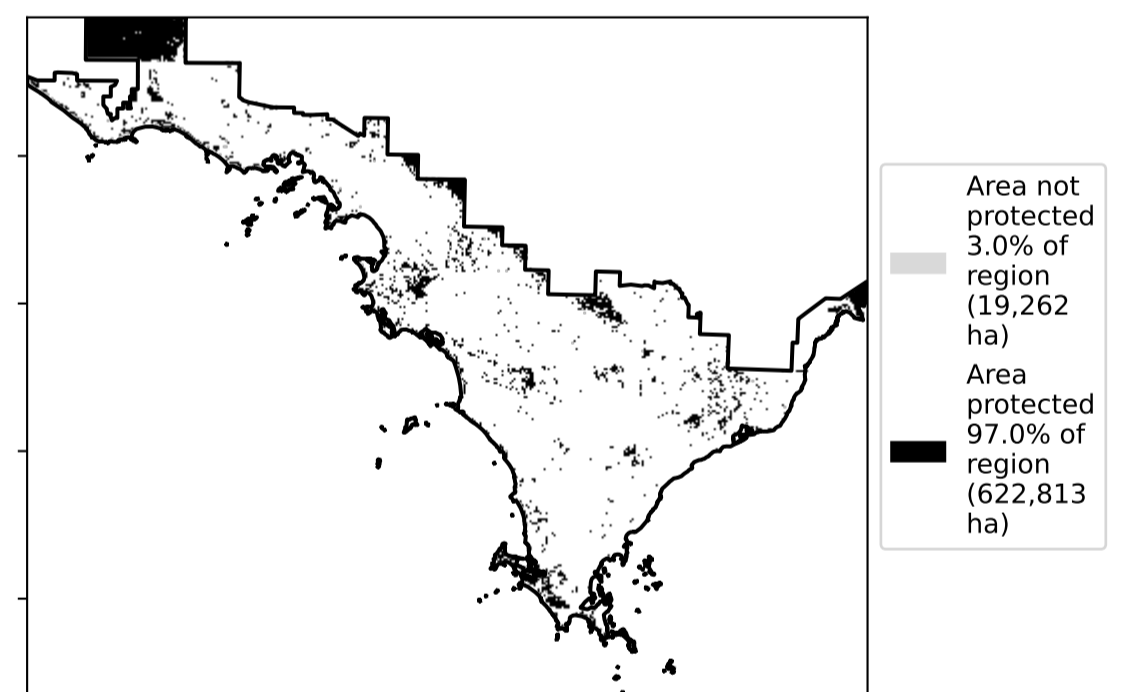 Area not
protected
3.0% of
region
(19,262
ha)
Area
protected
97.0% of
region
(622,813
ha)